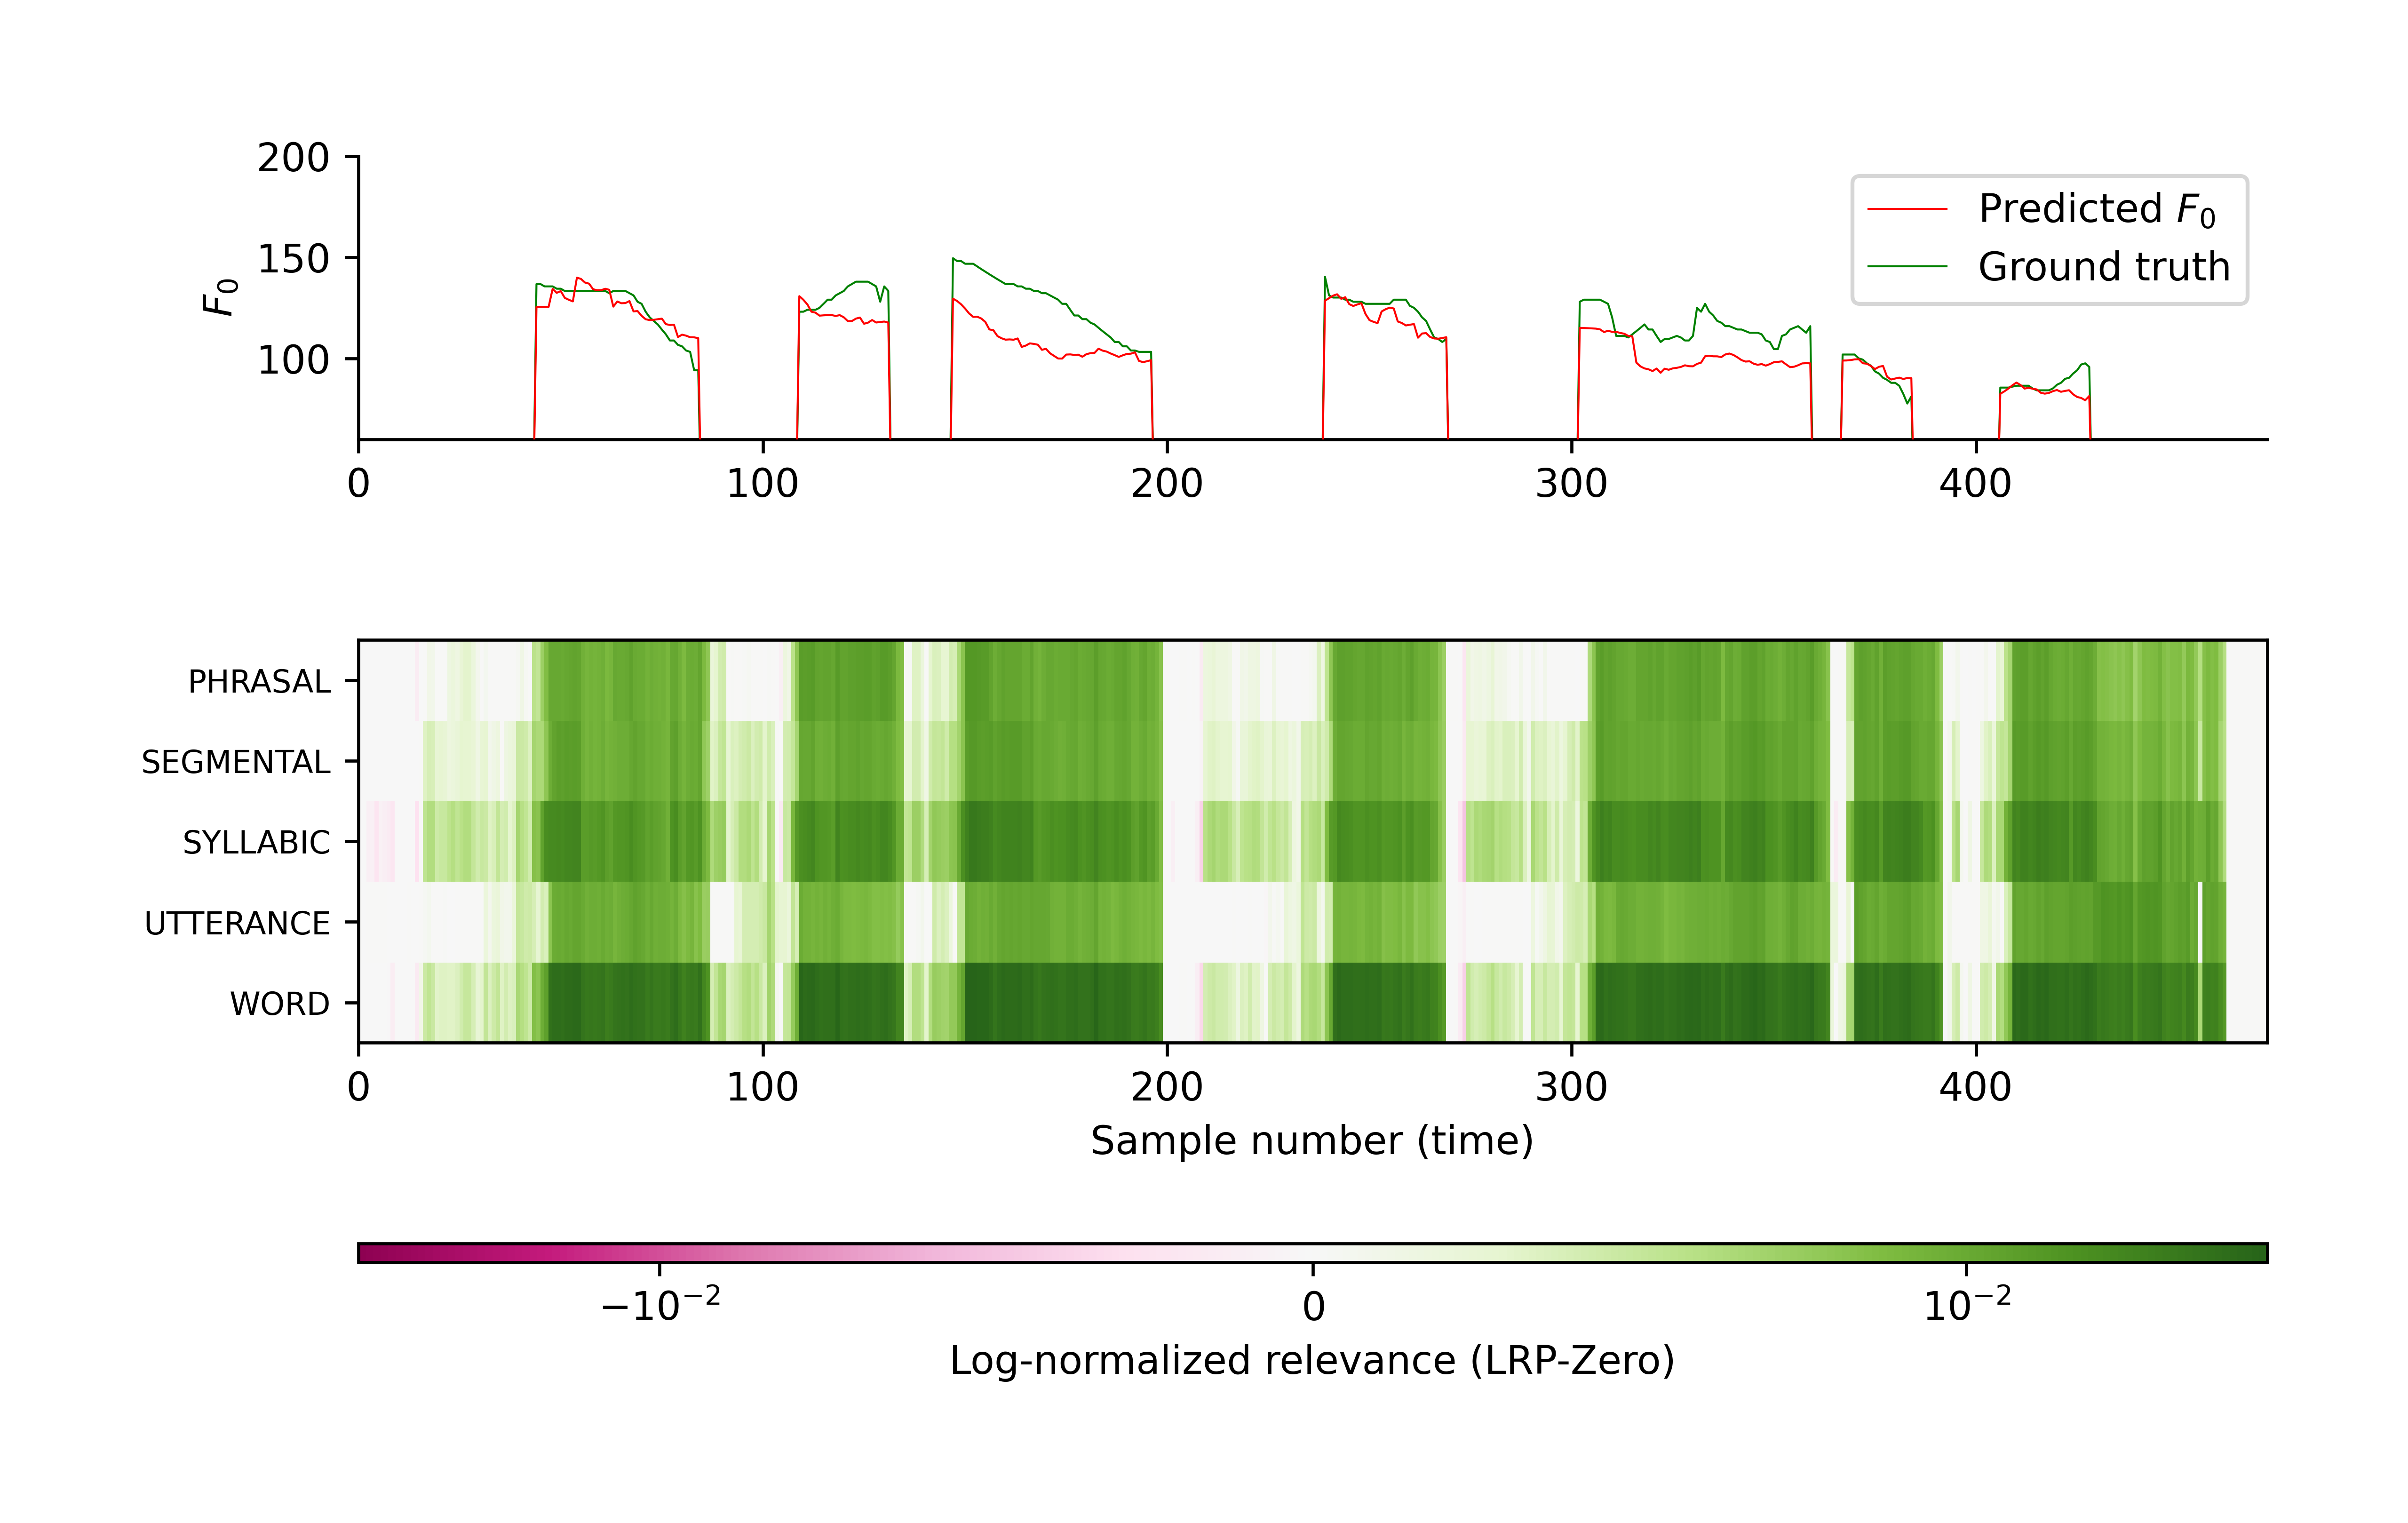 200
150
100
F₀
Predicted F₀
Ground truth
0 100 200 300 400
PHRASAL
SEGMENTAL
SYLLABIC
UTTERANCE
WORD
0 100 200 300 400
Sample number (time)
−10⁻² 0 10⁻²
Log-normalized relevance (LRP-Zero)